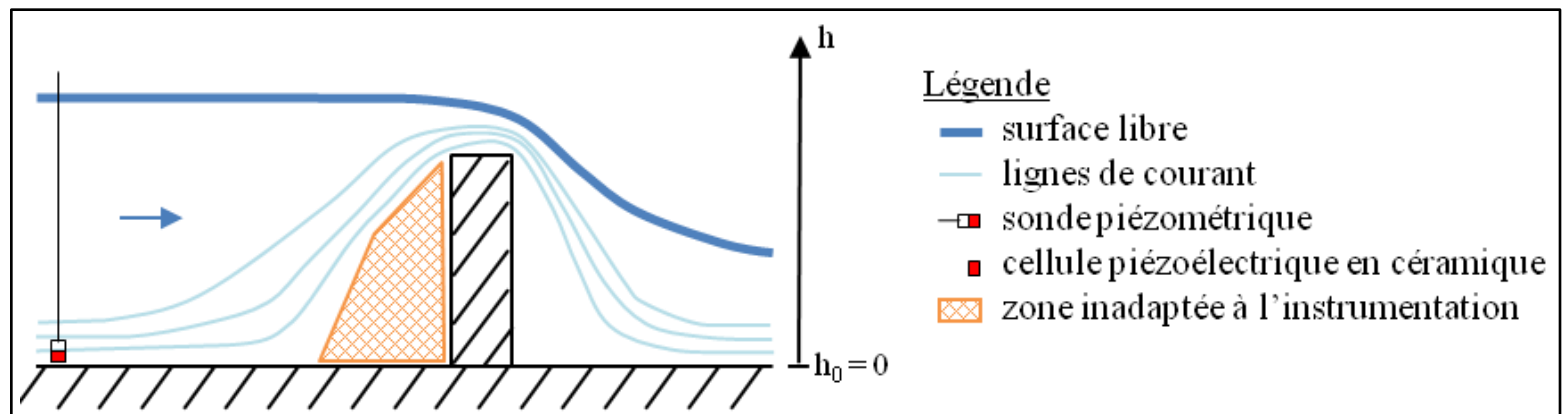 h
h₀ = 0
Légende
surface libre
lignes de courant
sonde piézométrique
cellule piézoélectrique en céramique
zone inadaptée à l'instrumentation